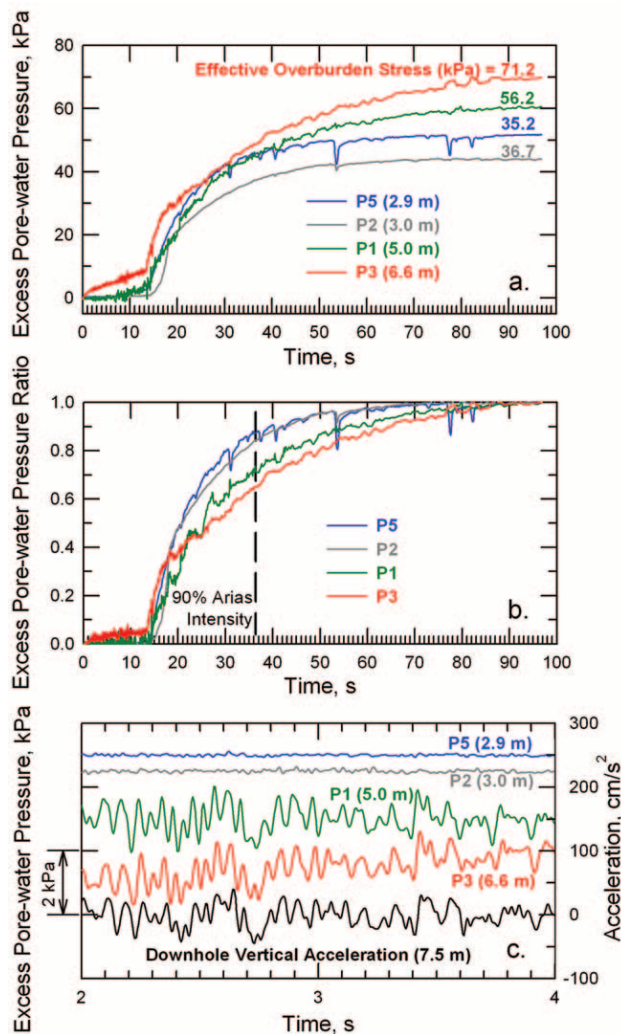 Excess Pore-water Pressure, kPa
80
60
40
20
0
Effective Overburden Stress (kPa) = 71.2
56.2
35.2
36.7
P5 (2.9 m)
P2 (3.0 m)
P1 (5.0 m)
P3 (6.6 m)
a.
0 10 20 30 40 50 60 70 80 90 100
Time, s
Excess Pore-water Pressure Ratio
1.0
0.8
0.6
0.4
0.2
0.0
P5
P2
P1
P3
90% Arias
Intensity
b.
0 10 20 30 40 50 60 70 80 90 100
Time, s
Excess Pore-water Pressure, kPa
2 kPa
P5 (2.9 m)
P2 (3.0 m)
P1 (5.0 m)
P3 (6.6 m)
Downhole Vertical Acceleration (7.5 m)
c.
300
200
100
0
-100
Acceleration, cm/s²
2 3 4
Time, s